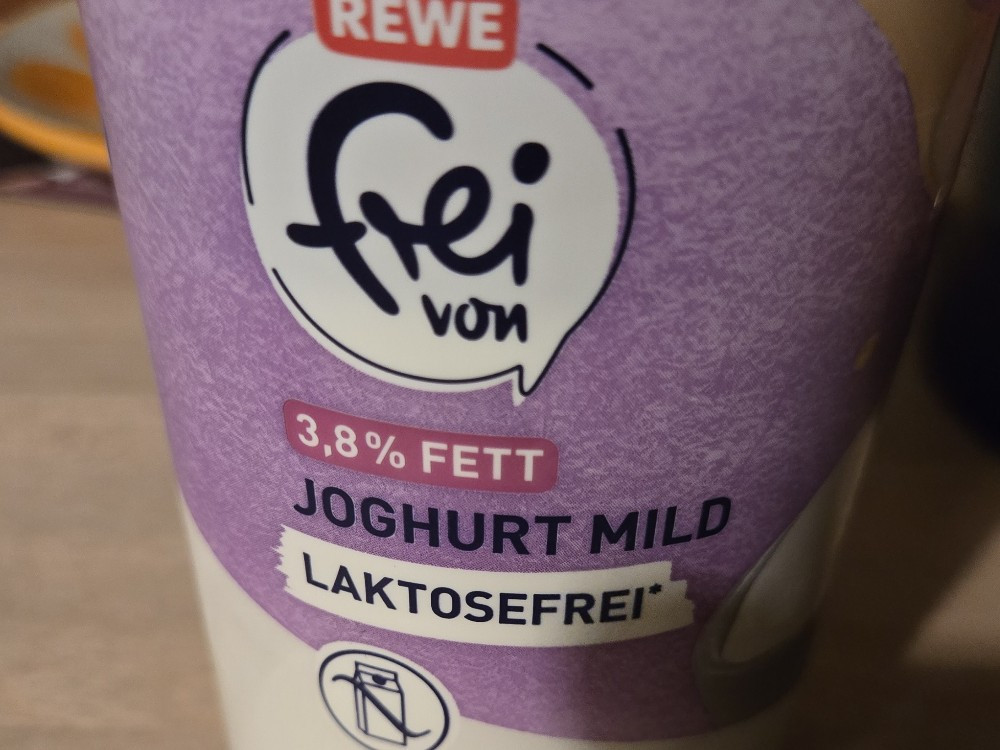 REWE
frei
von
3,8% FETT
JOGHURT MILD
LAKTOSEFREI*